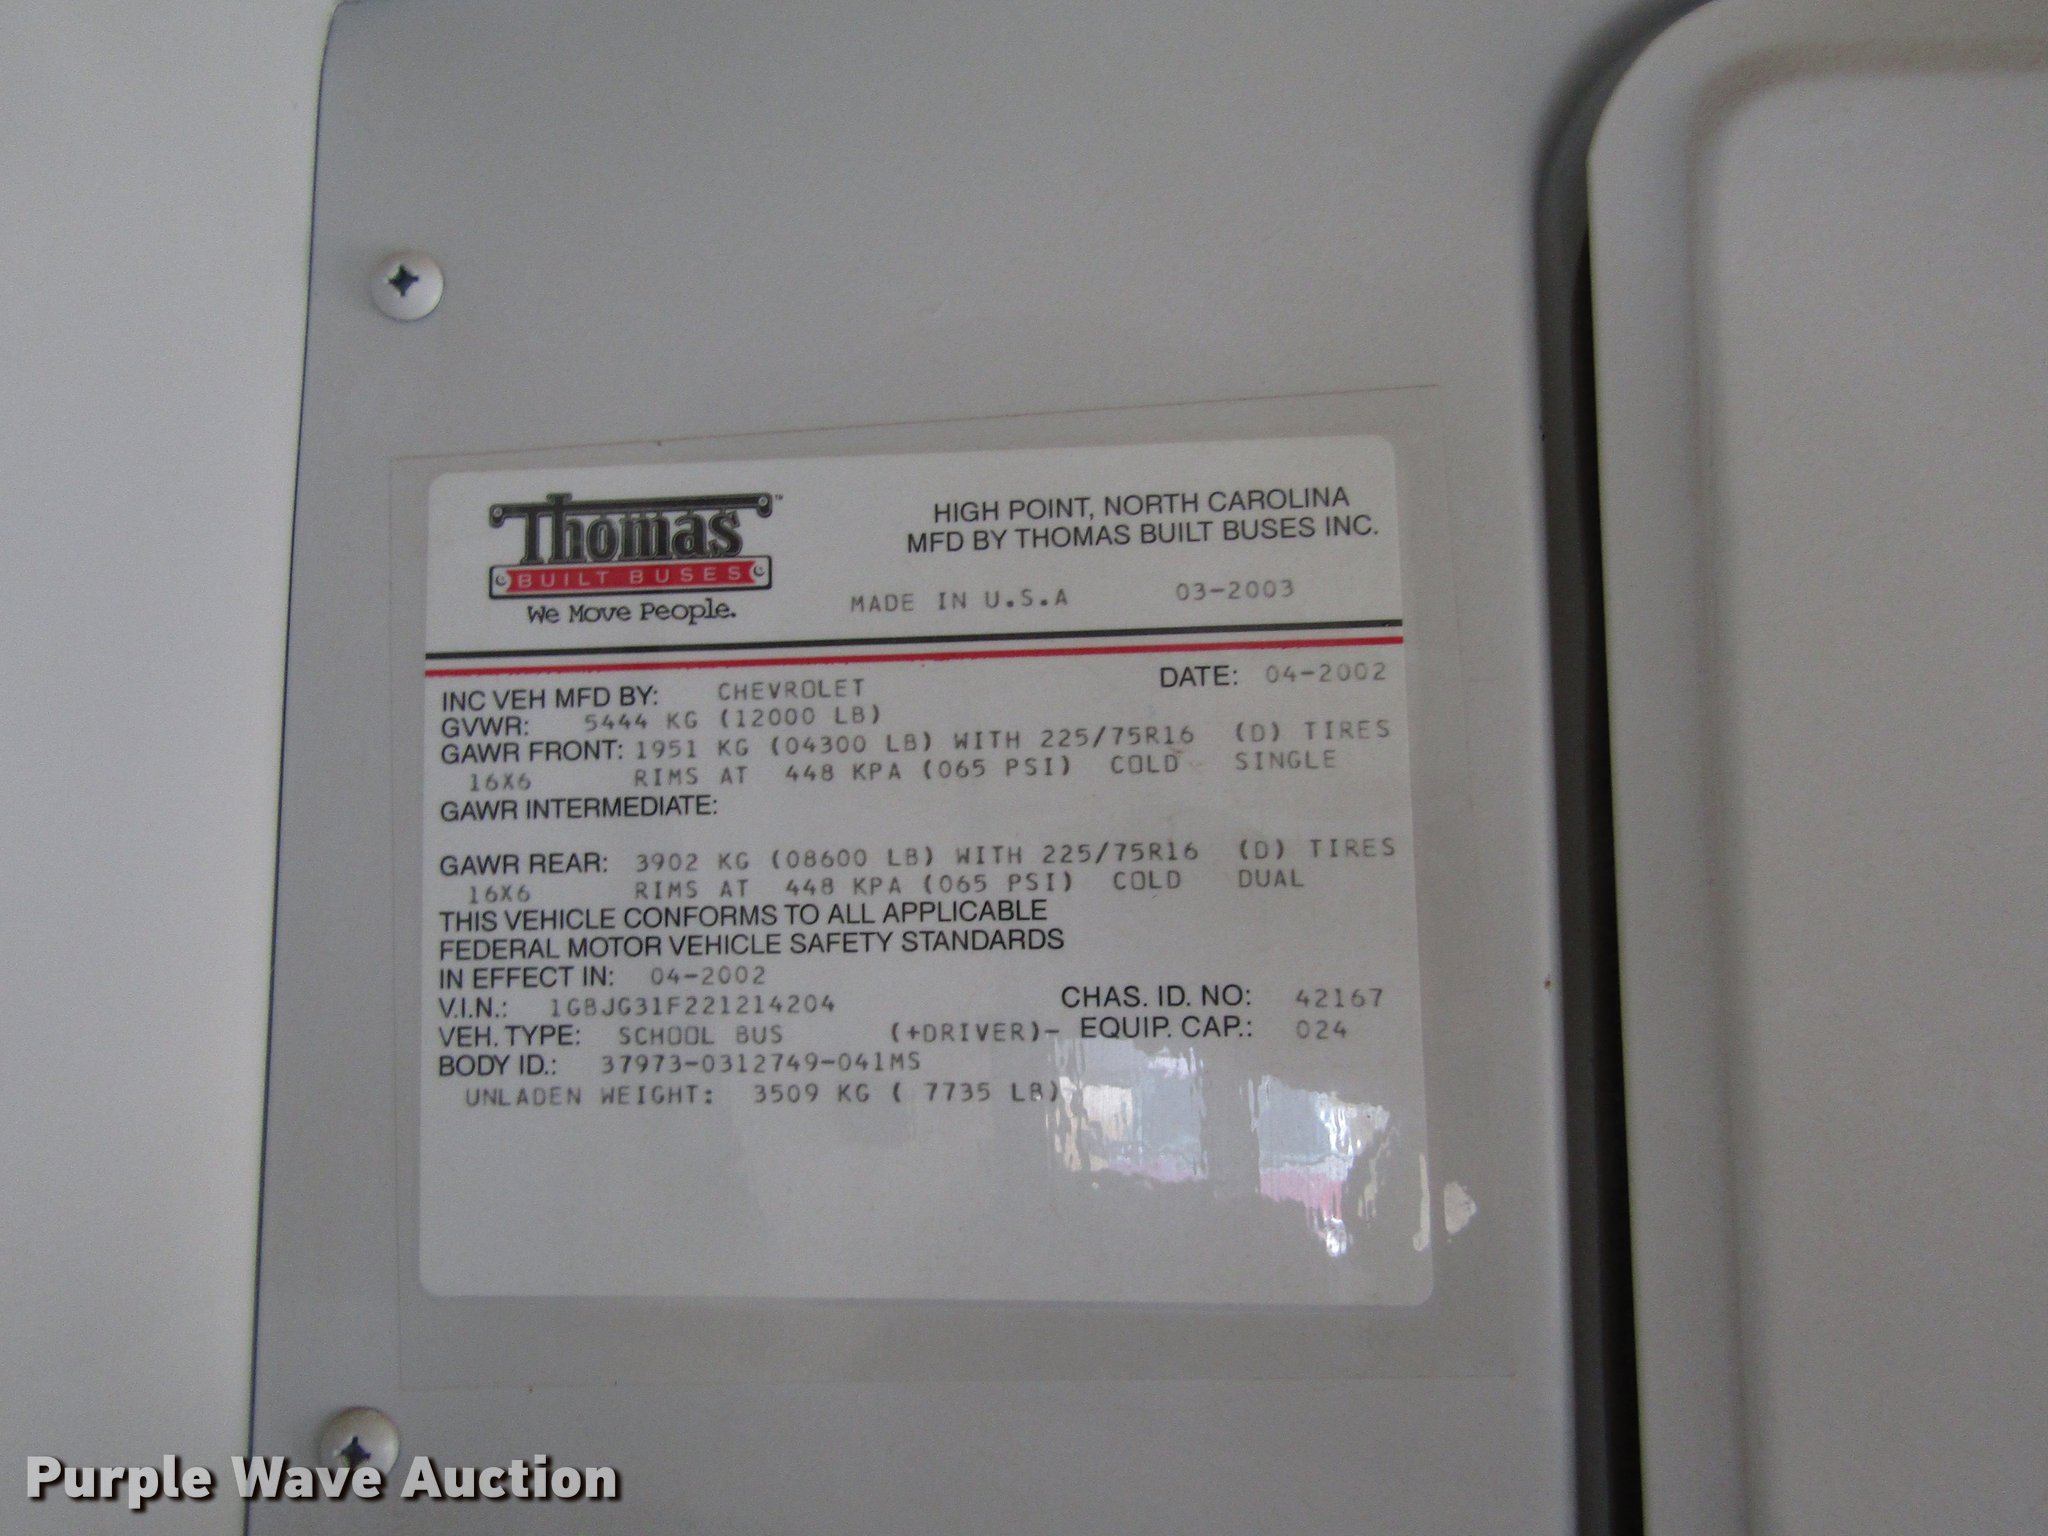 Thomas™
BUILT BUSES
We Move People.
HIGH POINT, NORTH CAROLINA
MFD BY THOMAS BUILT BUSES INC.
MADE IN U.S.A 03-2003
INC VEH MFD BY: CHEVROLET DATE: 04-2002
GVWR: 5444 KG (12000 LB)
GAWR FRONT: 1951 KG (04300 LB) WITH 225/75R16 (D) TIRES
16X6 RIMS AT 448 KPA (065 PSI) COLD SINGLE
GAWR INTERMEDIATE:
GAWR REAR: 3902 KG (08600 LB) WITH 225/75R16 (D) TIRES
16X6 RIMS AT 448 KPA (065 PSI) COLD DUAL
THIS VEHICLE CONFORMS TO ALL APPLICABLE
FEDERAL MOTOR VEHICLE SAFETY STANDARDS
IN EFFECT IN: 04-2002
V.I.N.: 1GBJG31F221214204 CHAS. ID. NO: 42167
VEH. TYPE: SCHOOL BUS (+DRIVER)- EQUIP. CAP.: 024
BODY ID.: 37973-0312749-041MS
UNLADEN WEIGHT: 3509 KG ( 7735 LB)
Purple Wave Auction